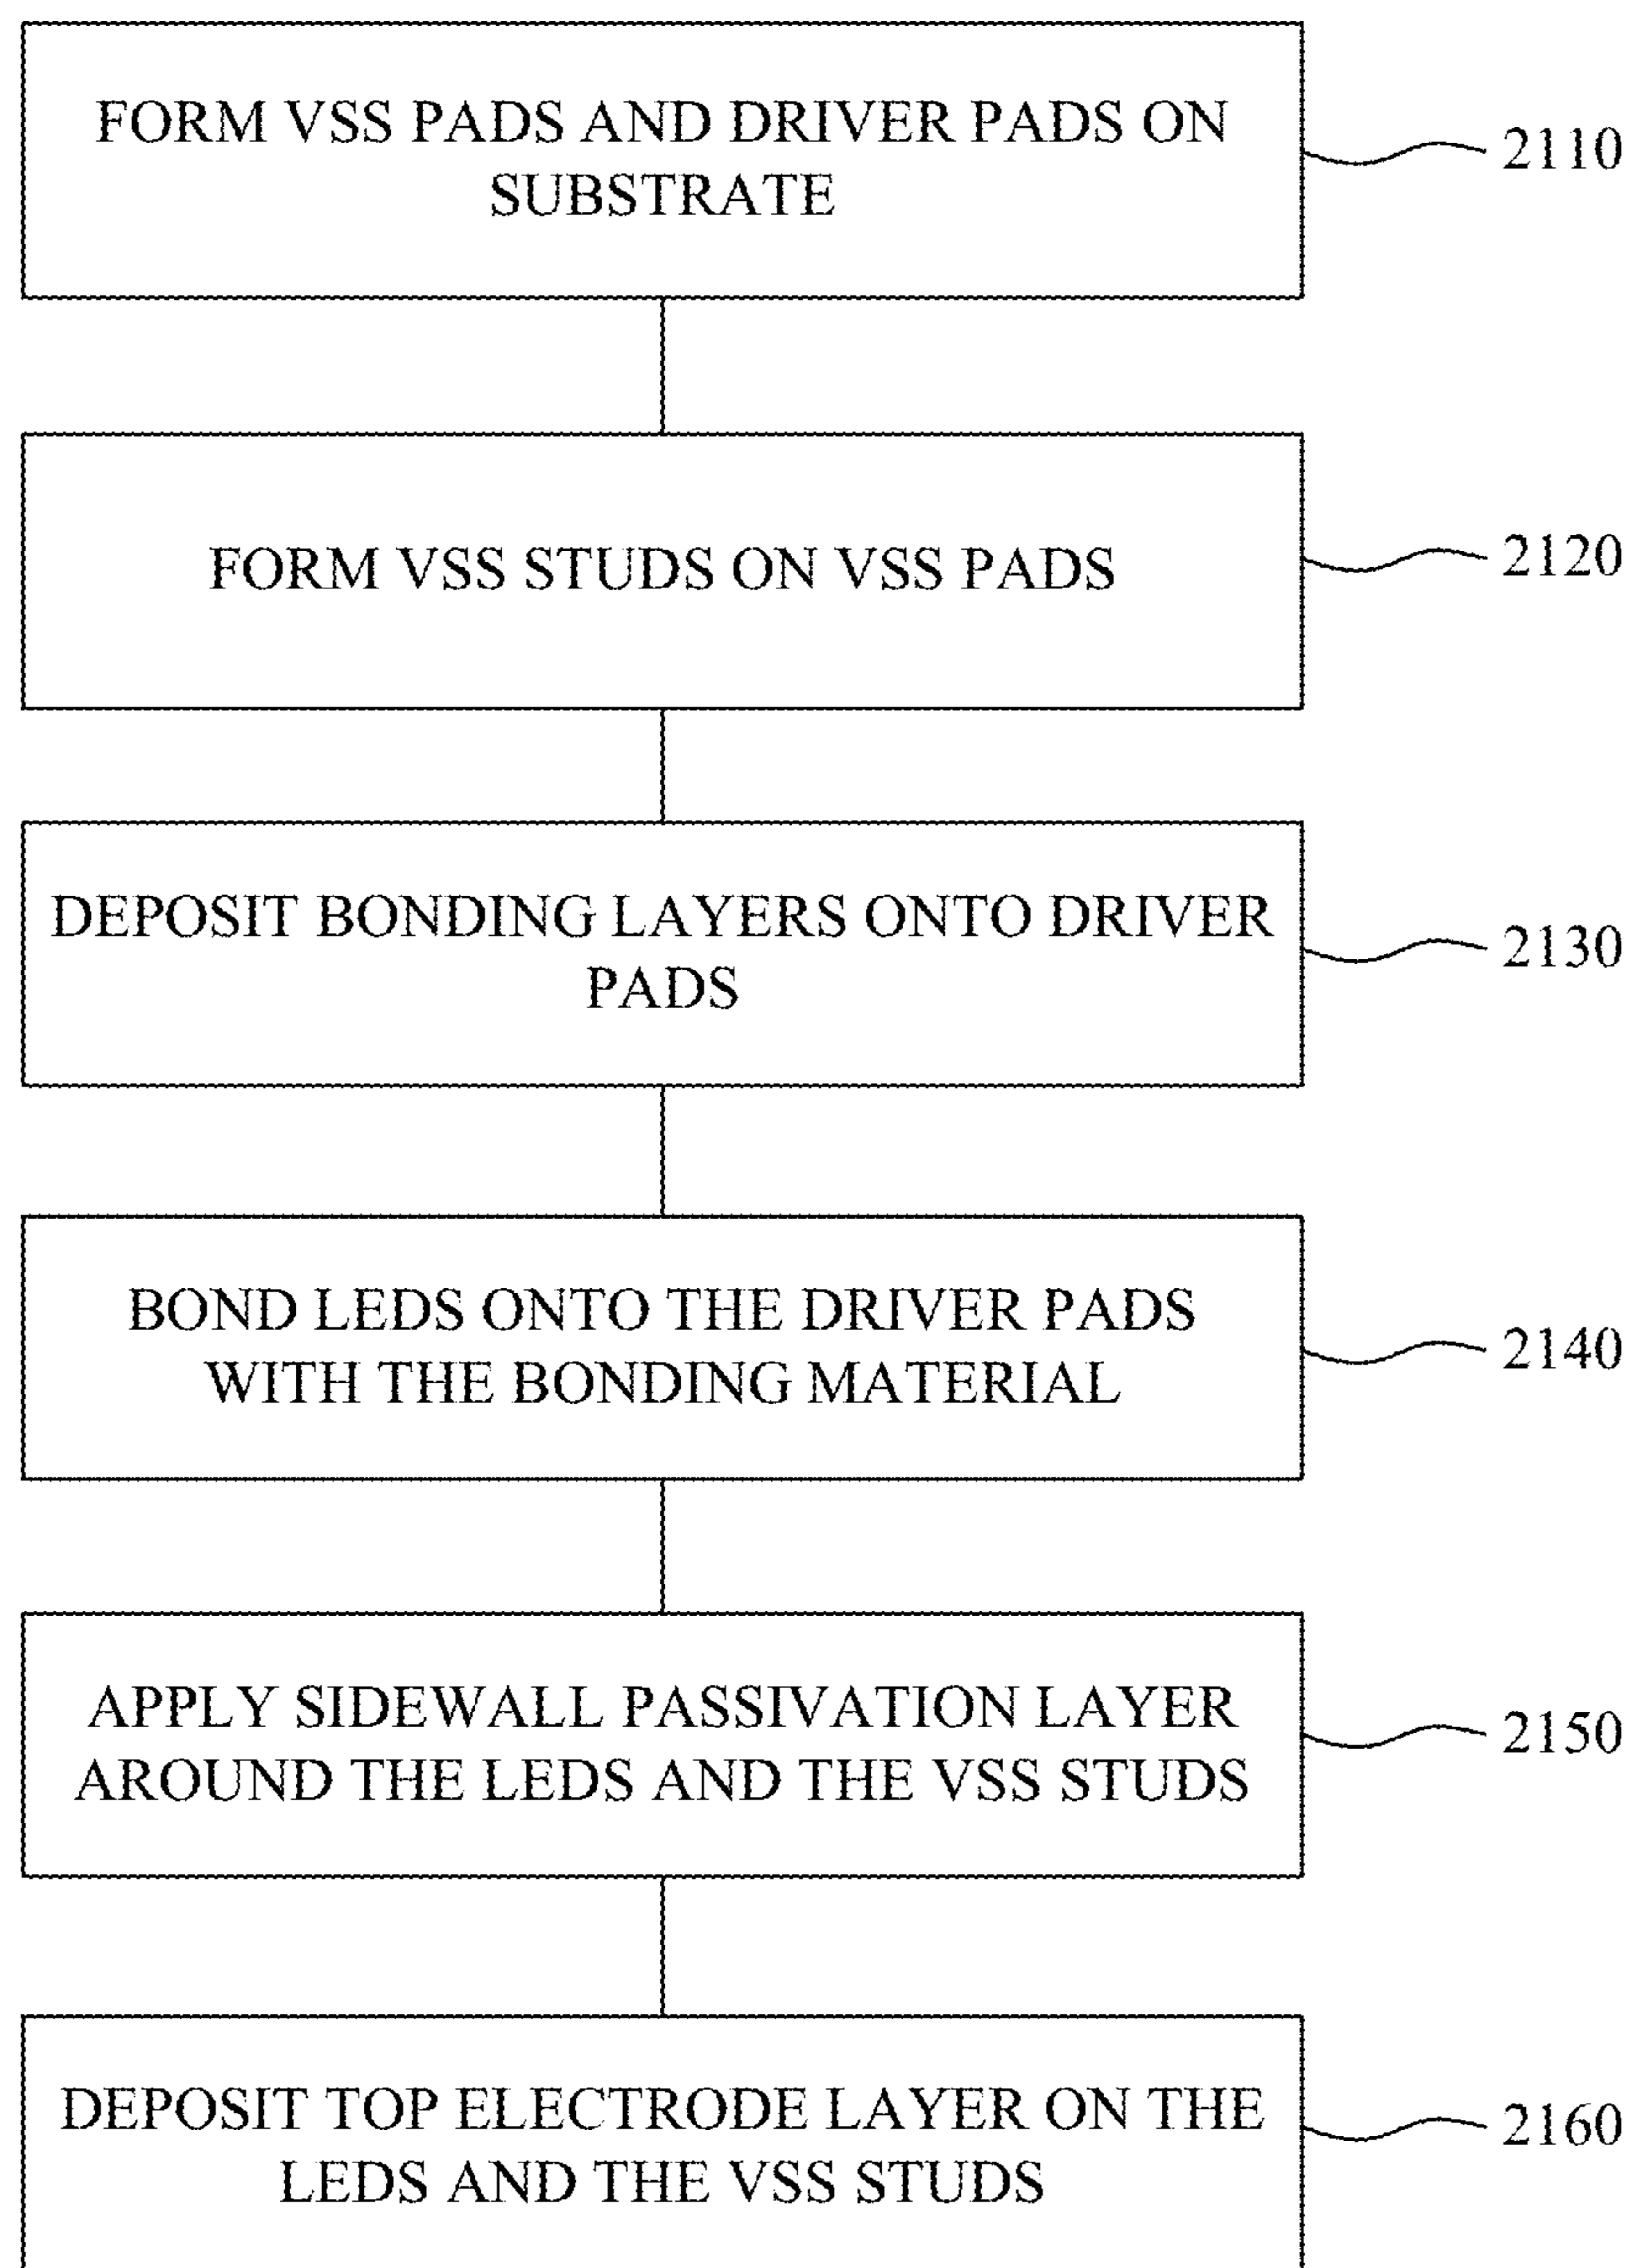 FORM VSS PADS AND DRIVER PADS ON
SUBSTRATE
2110
FORM VSS STUDS ON VSS PADS
2120
DEPOSIT BONDING LAYERS ONTO DRIVER
PADS
2130
BOND LEDS ONTO THE DRIVER PADS
WITH THE BONDING MATERIAL
2140
APPLY SIDEWALL PASSIVATION LAYER
AROUND THE LEDS AND THE VSS STUDS
2150
DEPOSIT TOP ELECTRODE LAYER ON THE
LEDS AND THE VSS STUDS
2160